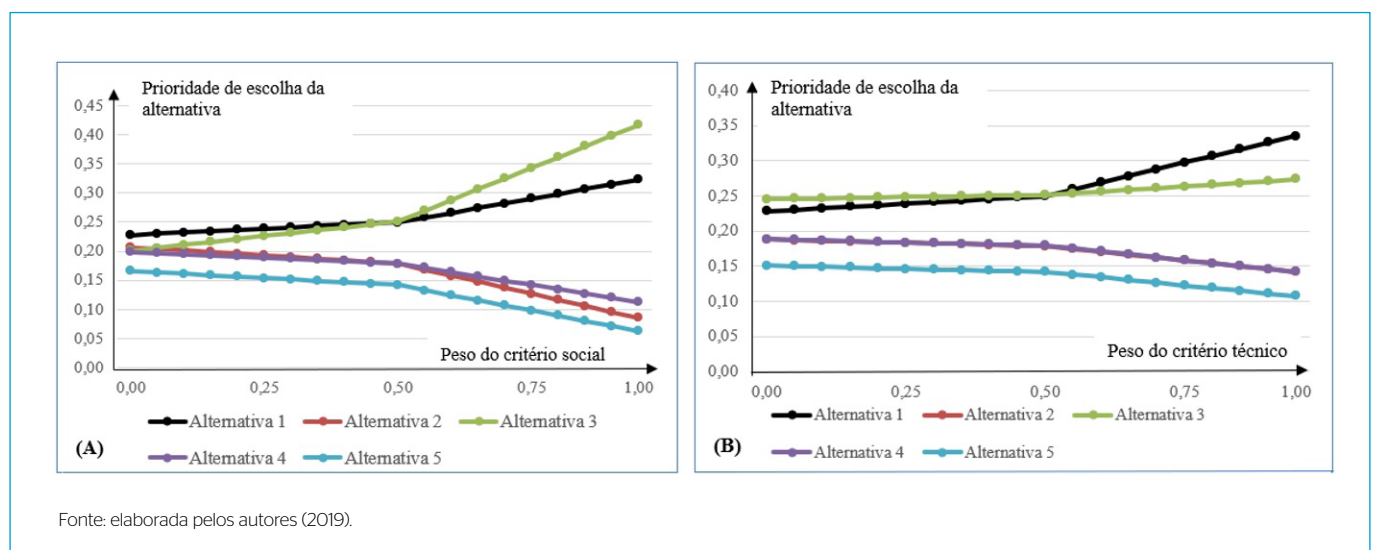 Prioridade de escolha da
alternativa
0,45
0,40
0,35
0,30
0,25
0,20
0,15
0,10
0,05
0,00
Peso do critério social
0,00 0,25 0,50 0,75 1,00
Alternativa 1 Alternativa 2 Alternativa 3
Alternativa 4 Alternativa 5
(A)
Prioridade de escolha da
alternativa
0,40
0,35
0,30
0,25
0,20
0,15
0,10
0,05
0,00
Peso do critério técnico
0,00 0,25 0,50 0,75 1,00
Alternativa 1 Alternativa 2 Alternativa 3
Alternativa 4 Alternativa 5
(B)
Fonte: elaborada pelos autores (2019).